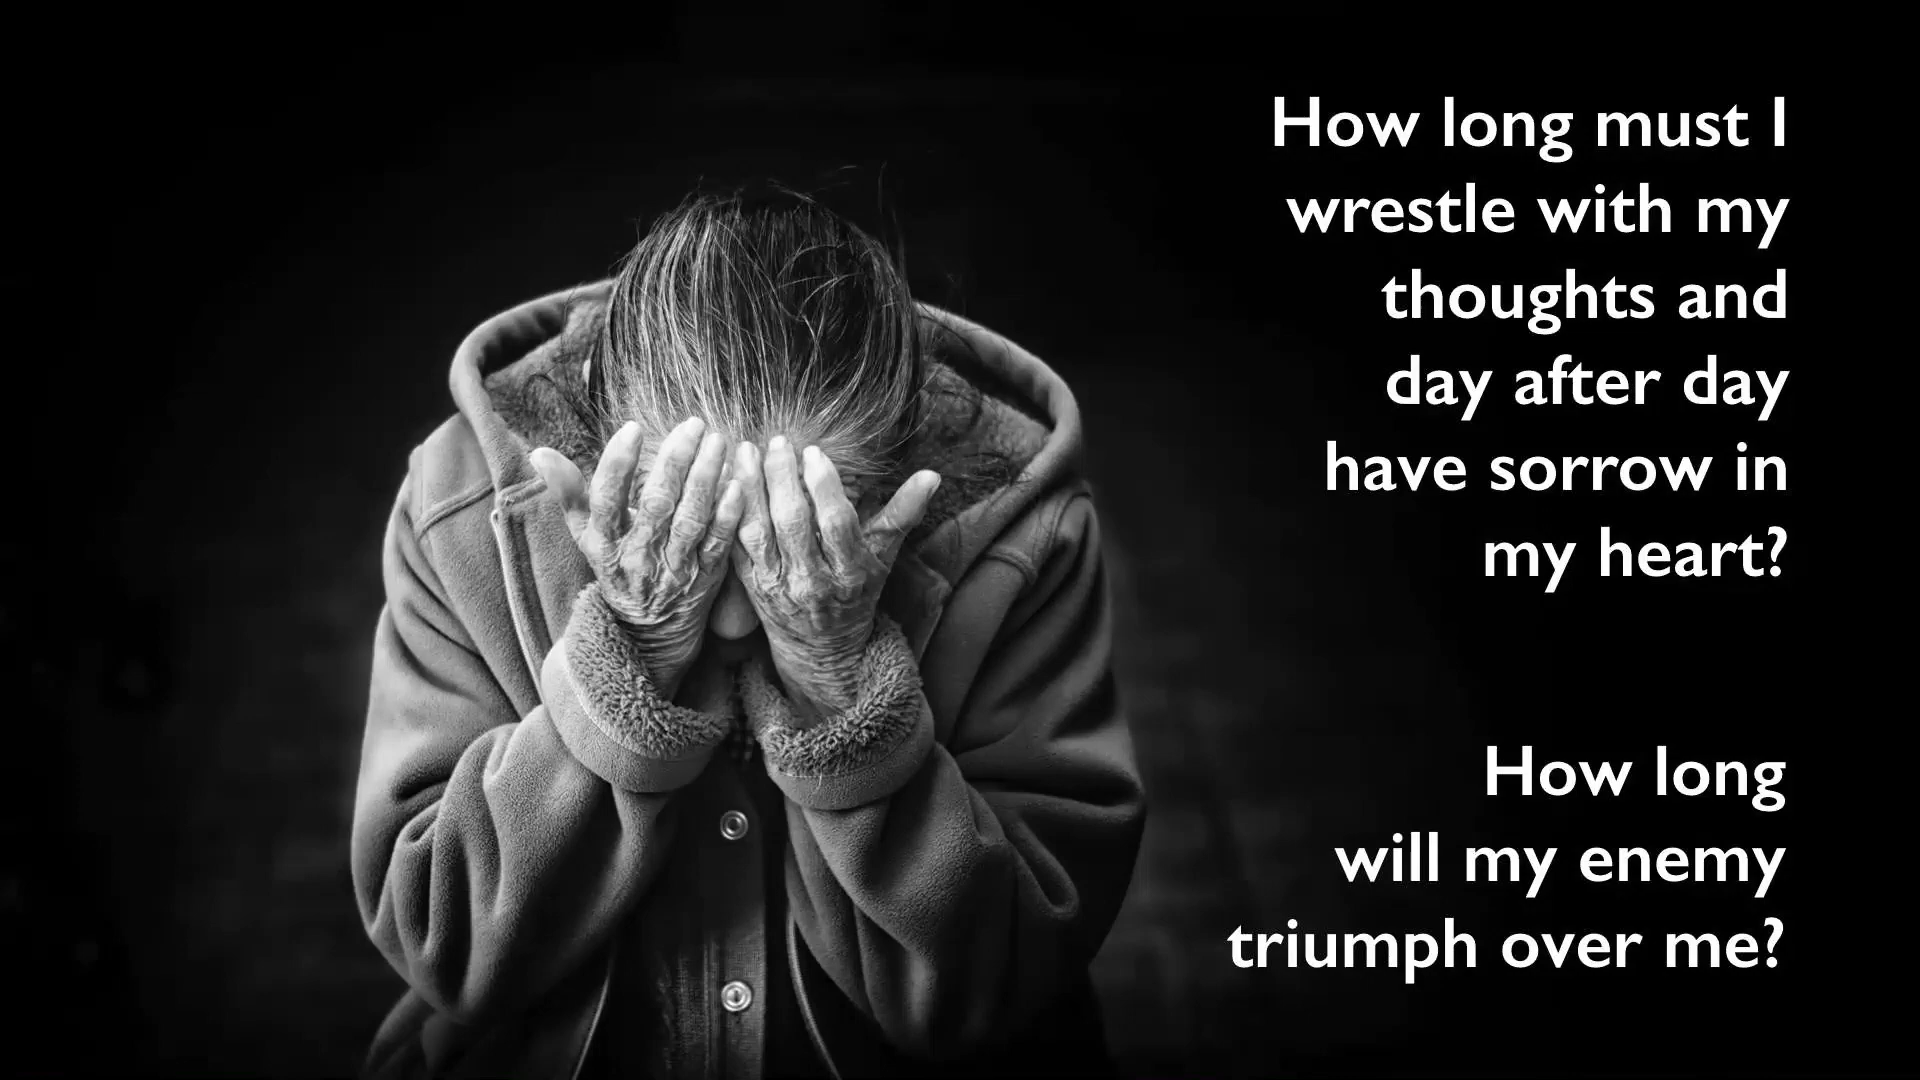 How long must I
wrestle with my
thoughts and
day after day
have sorrow in
my heart?
How long
will my enemy
triumph over me?